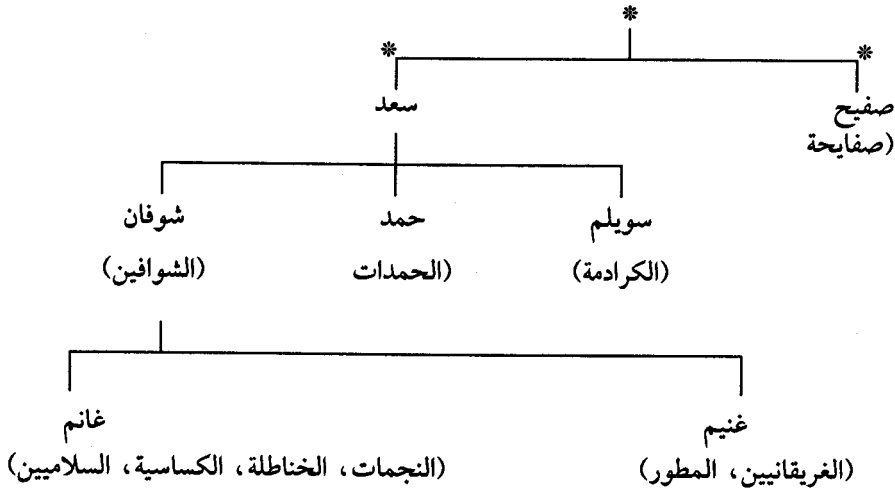 صفيح
(صفايحة)
سعد
سويلم
(الكرادمة)
حمد
(الحمدات)
شوفان
(الشوافين)
غنيم
(الغريقانيين، المطور)
غانم
(النجمات، الخناطلة، الكساسية، السلاميين)